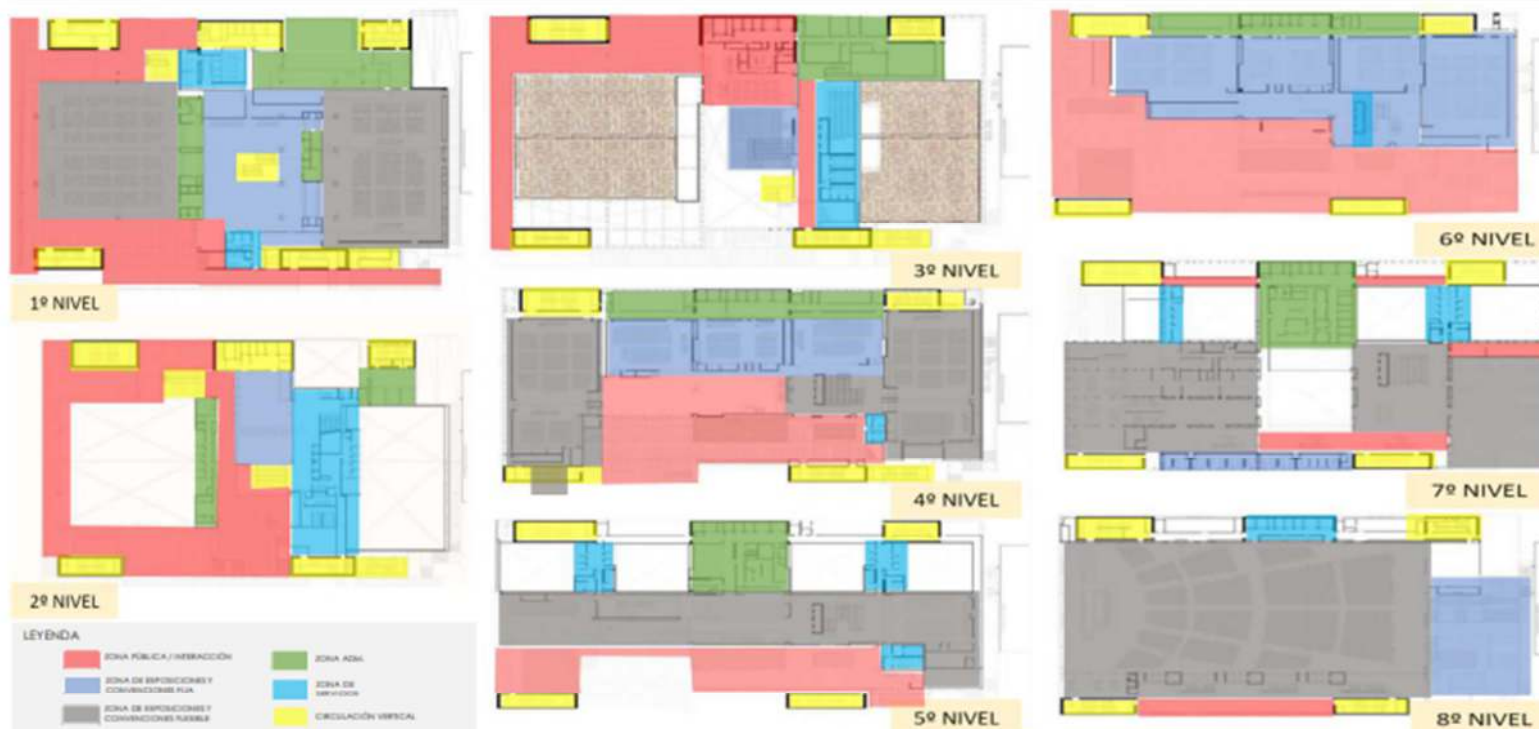 1º NIVEL
2º NIVEL
3º NIVEL
4º NIVEL
5º NIVEL
6º NIVEL
7º NIVEL
8º NIVEL
LEYENDA
ZONA PÚBLICA / INTERACCIÓN
ZONA DE EXPOSICIONES Y
CONVENCIONES FIJA
ZONA DE EXPOSICIONES Y
CONVENCIONES FLEXIBLE
ZONA ADM.
ZONA DE
SERVICIOS
CIRCULACIÓN VERTICAL